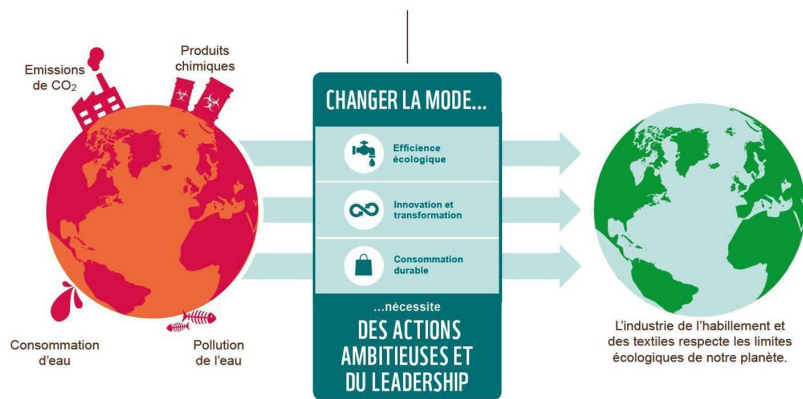 Emissions
de CO₂
Produits
chimiques
Consommation
d'eau
Pollution
de l'eau
CHANGER LA MODE...
Efficience
écologique
Innovation et
transformation
Consommation
durable
...nécessite
DES ACTIONS
AMBITIEUSES ET
DU LEADERSHIP
L'industrie de l'habillement et
des textiles respecte les limites
écologiques de notre planète.